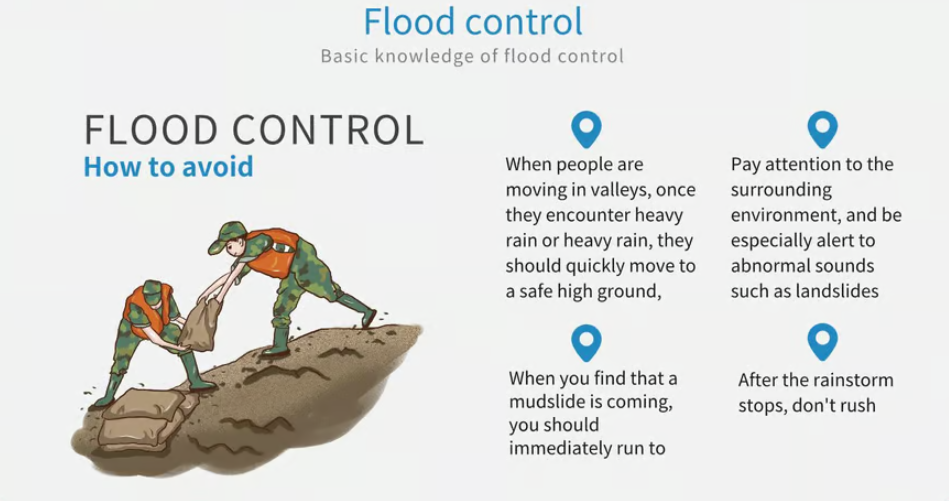 Flood control
Basic knowledge of flood control
FLOOD CONTROL
How to avoid
When people are
moving in valleys, once
they encounter heavy
rain or heavy rain, they
should quickly move to
a safe high ground,
Pay attention to the
surrounding
environment, and be
especially alert to
abnormal sounds
such as landslides
When you find that a
mudslide is coming,
you should
immediately run to
After the rainstorm
stops, don't rush